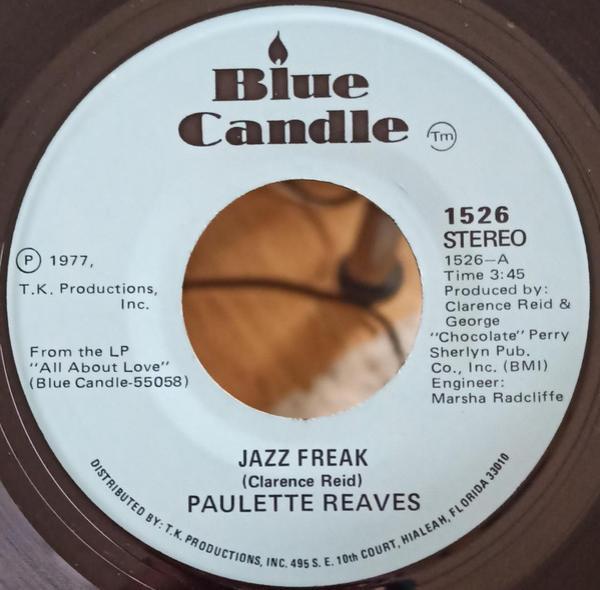 Blue
Candle Tm
1526
STEREO
1526-A
Time 3:45
Produced by:
Clarence Reid &
George
"Chocolate" Perry
Sherlyn Pub.
Co., Inc. (BMI)
Engineer:
Marsha Radcliffe
P 1977,
T.K. Productions,
Inc.
From the LP
"All About Love"
(Blue Candle-55058)
JAZZ FREAK
(Clarence Reid)
PAULETTE REAVES
DISTRIBUTED BY: T.K. PRODUCTIONS, INC. 495 S. E. 10th COURT, HIALEAH, FLORIDA 33010